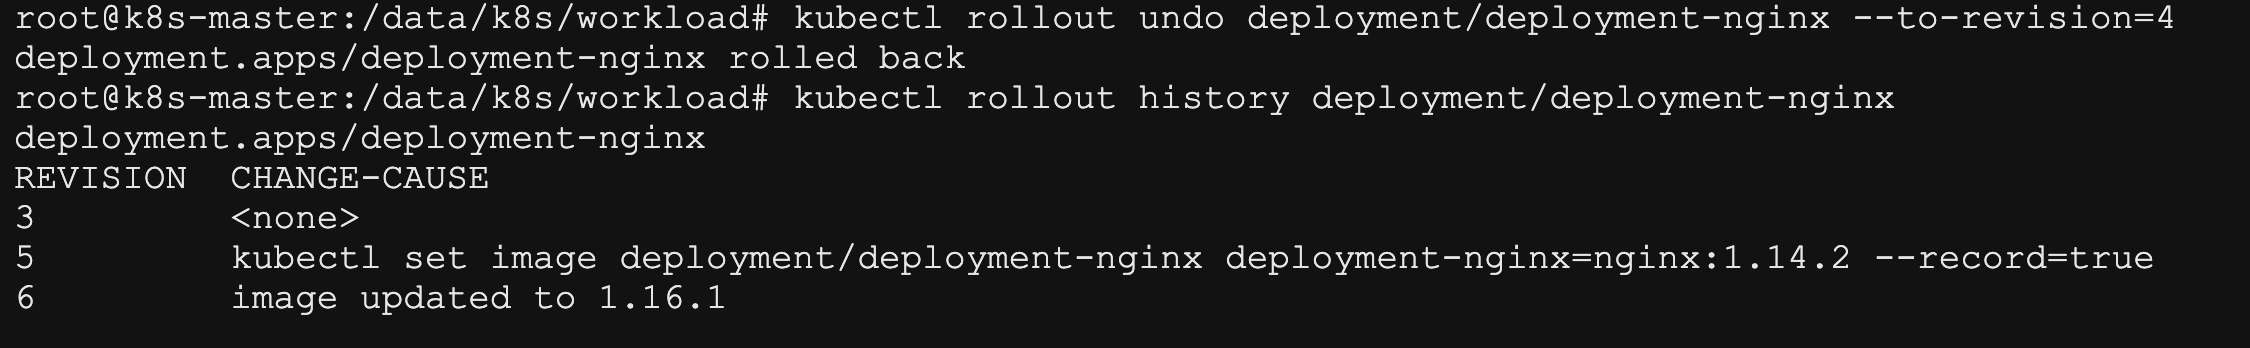 root@k8s-master:/data/k8s/workload# kubectl rollout undo deployment/deployment-nginx --to-revision=4
deployment.apps/deployment-nginx rolled back
root@k8s-master:/data/k8s/workload# kubectl rollout history deployment/deployment-nginx
deployment.apps/deployment-nginx
REVISION  CHANGE-CAUSE
3         <none>
5         kubectl set image deployment/deployment-nginx deployment-nginx=nginx:1.14.2 --record=true
6         image updated to 1.16.1